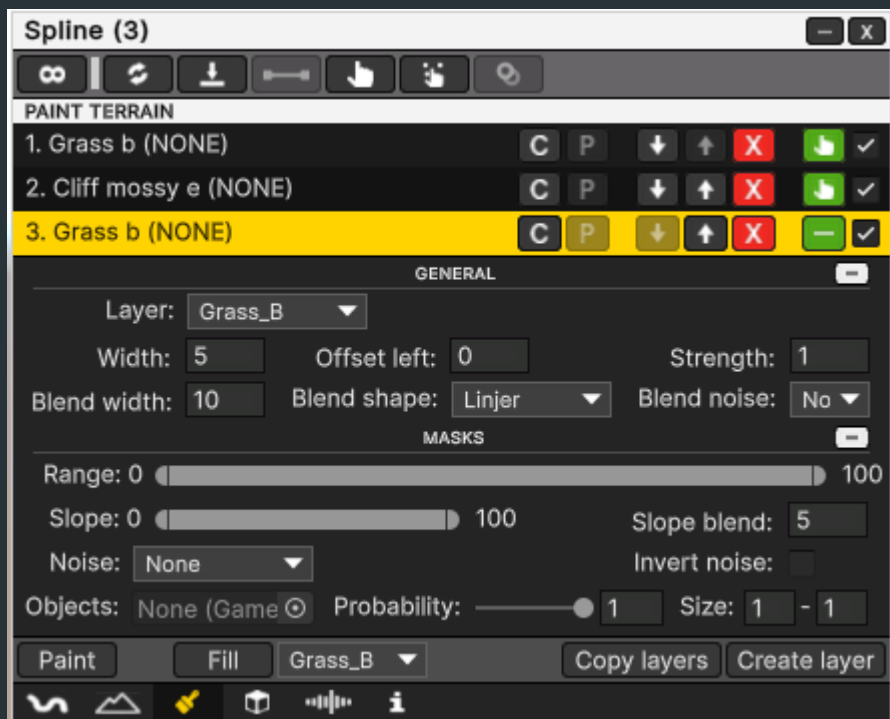 Spline (3)
X
PAINT TERRAIN
1. Grass b (NONE) C P X
2. Cliff mossy e (NONE) C P X
3. Grass b (NONE) C P X
GENERAL
Layer: Grass_B
Width: 5 Offset left: 0 Strength: 1
Blend width: 10 Blend shape: Linjer Blend noise: No
MASKS
Range: 0 100
Slope: 0 100 Slope blend: 5
Noise: None Invert noise:
Objects: None (Game Probability: 1 Size: 1 - 1
Paint Fill Grass_B Copy layers Create layer